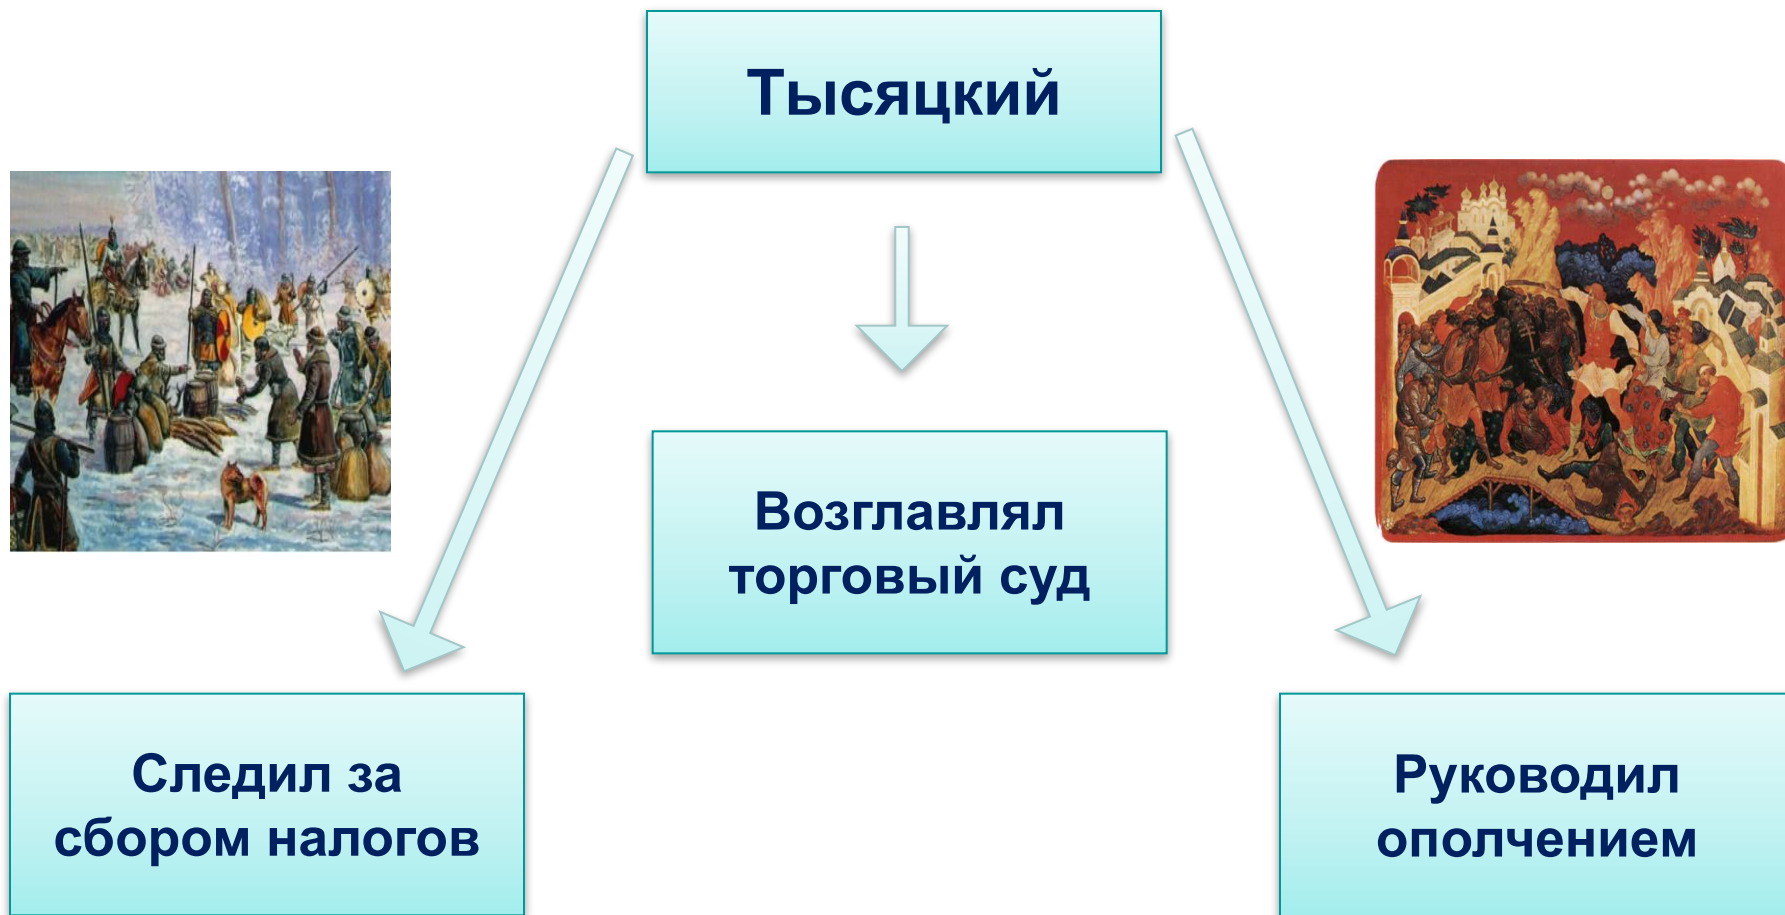 Тысяцкий
Возглавлял
торговый суд
Следил за
сбором налогов
Руководил
ополчением